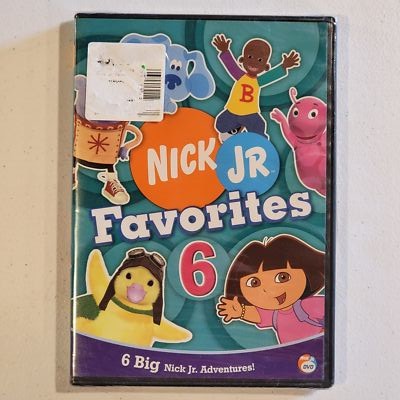 B
NICK JR
Favorites
6
6 Big Nick Jr. Adventures!
DVD